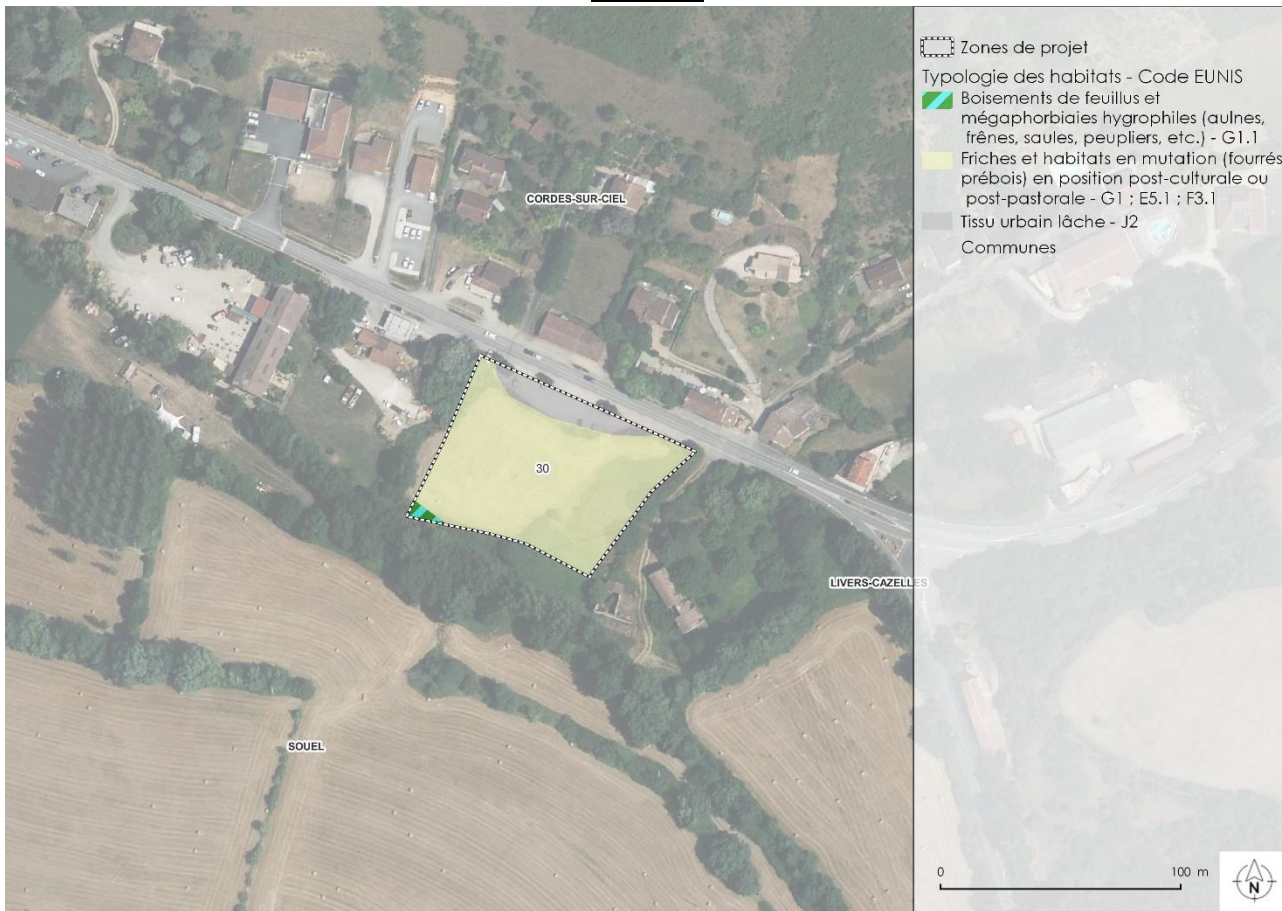 Zones de projet
Typologie des habitats - Code EUNIS
Boisements de feuillus et
mégaphorbiaies hygrophiles (aulnes,
frênes, saules, peupliers, etc.) - G1.1
Friches et habitats en mutation (fourrés
prébois) en position post-culturale ou
post-pastorale - G1 ; E5.1 ; F3.1
Tissu urbain lâche - J2
Communes
CORDES-SUR-CIEL
30
LIVERS-CAZELLES
SOUEL
0 100 m
N